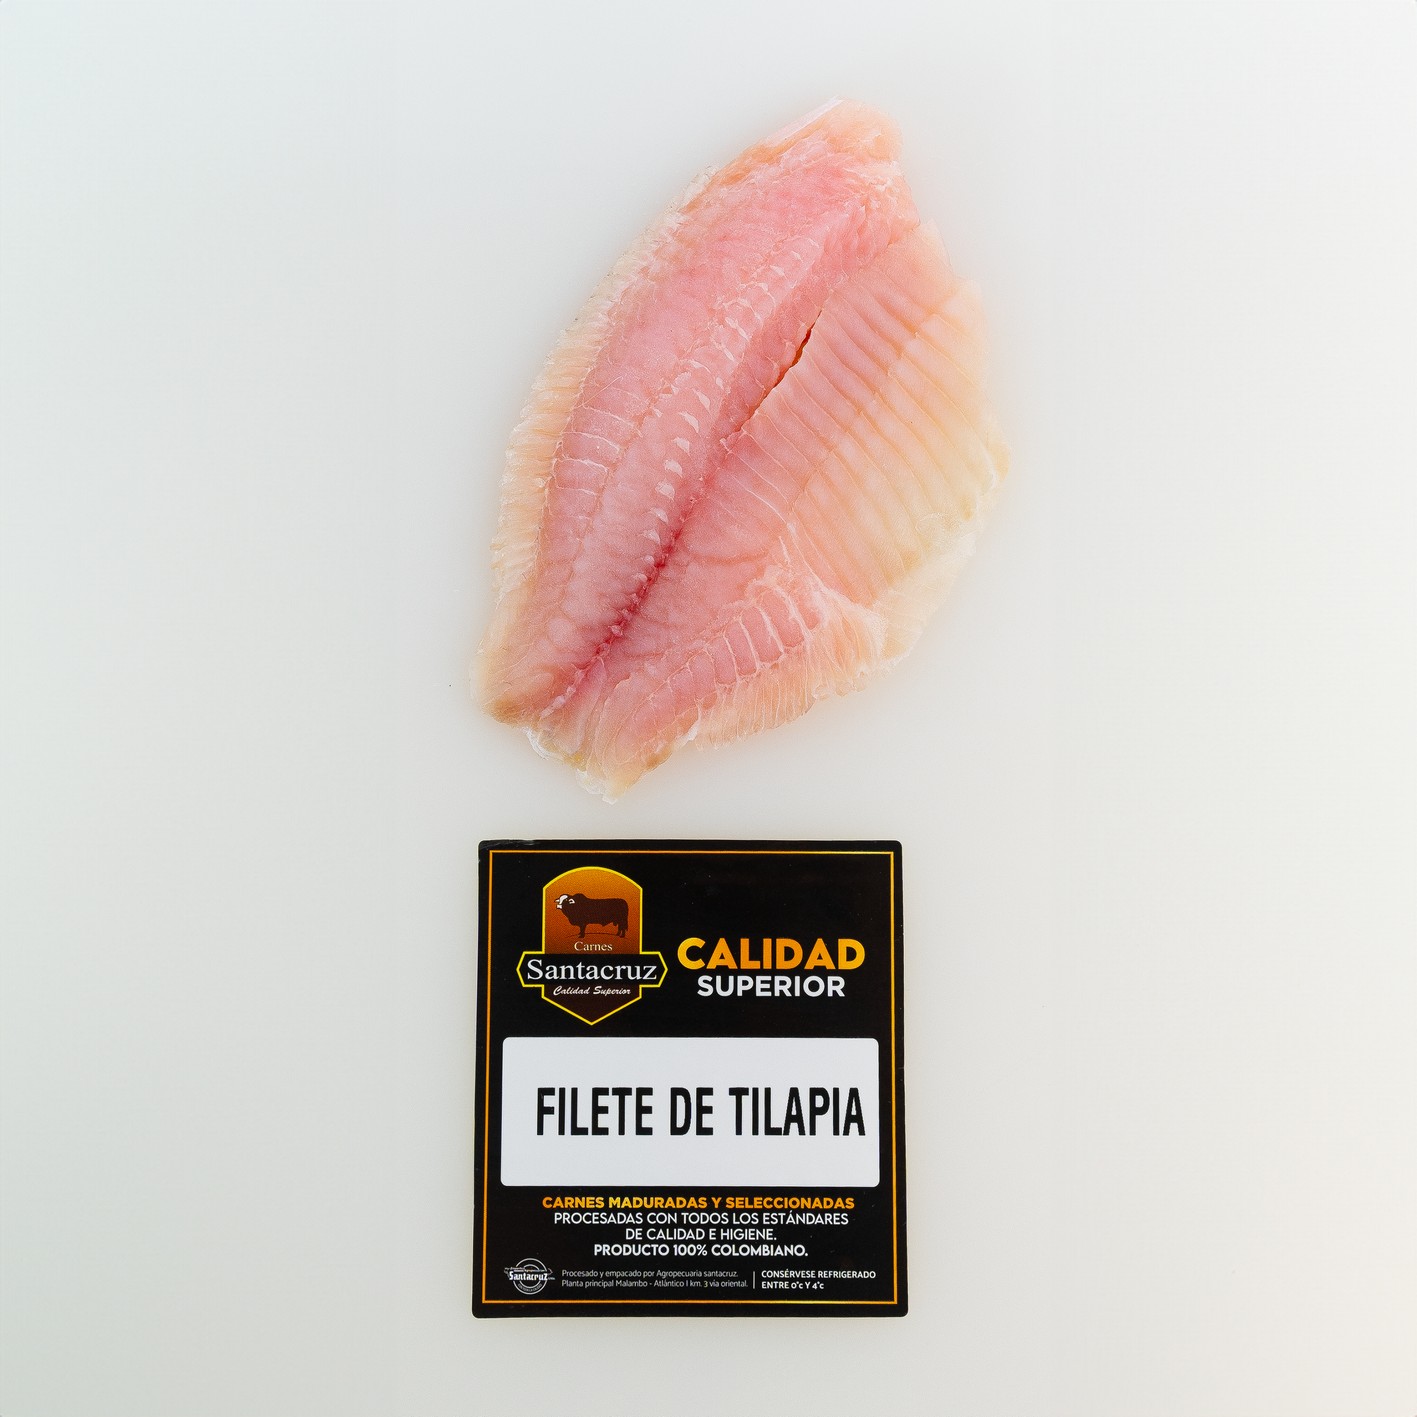 Carnes
Santacruz
Calidad Superior
CALIDAD
SUPERIOR
FILETE DE TILAPIA
CARNES MADURADAS Y SELECCIONADAS
PROCESADAS CON TODOS LOS ESTÁNDARES
DE CALIDAD E HIGIENE.
PRODUCTO 100% COLOMBIANO.
Santacruz
Procesado y empacado por Agropecuaria santacruz.
Planta principal Malambo - Atlántico 1 km. 3 vía oriental.
CONSÉRVESE REFRIGERADO
ENTRE 0°c Y 4°c